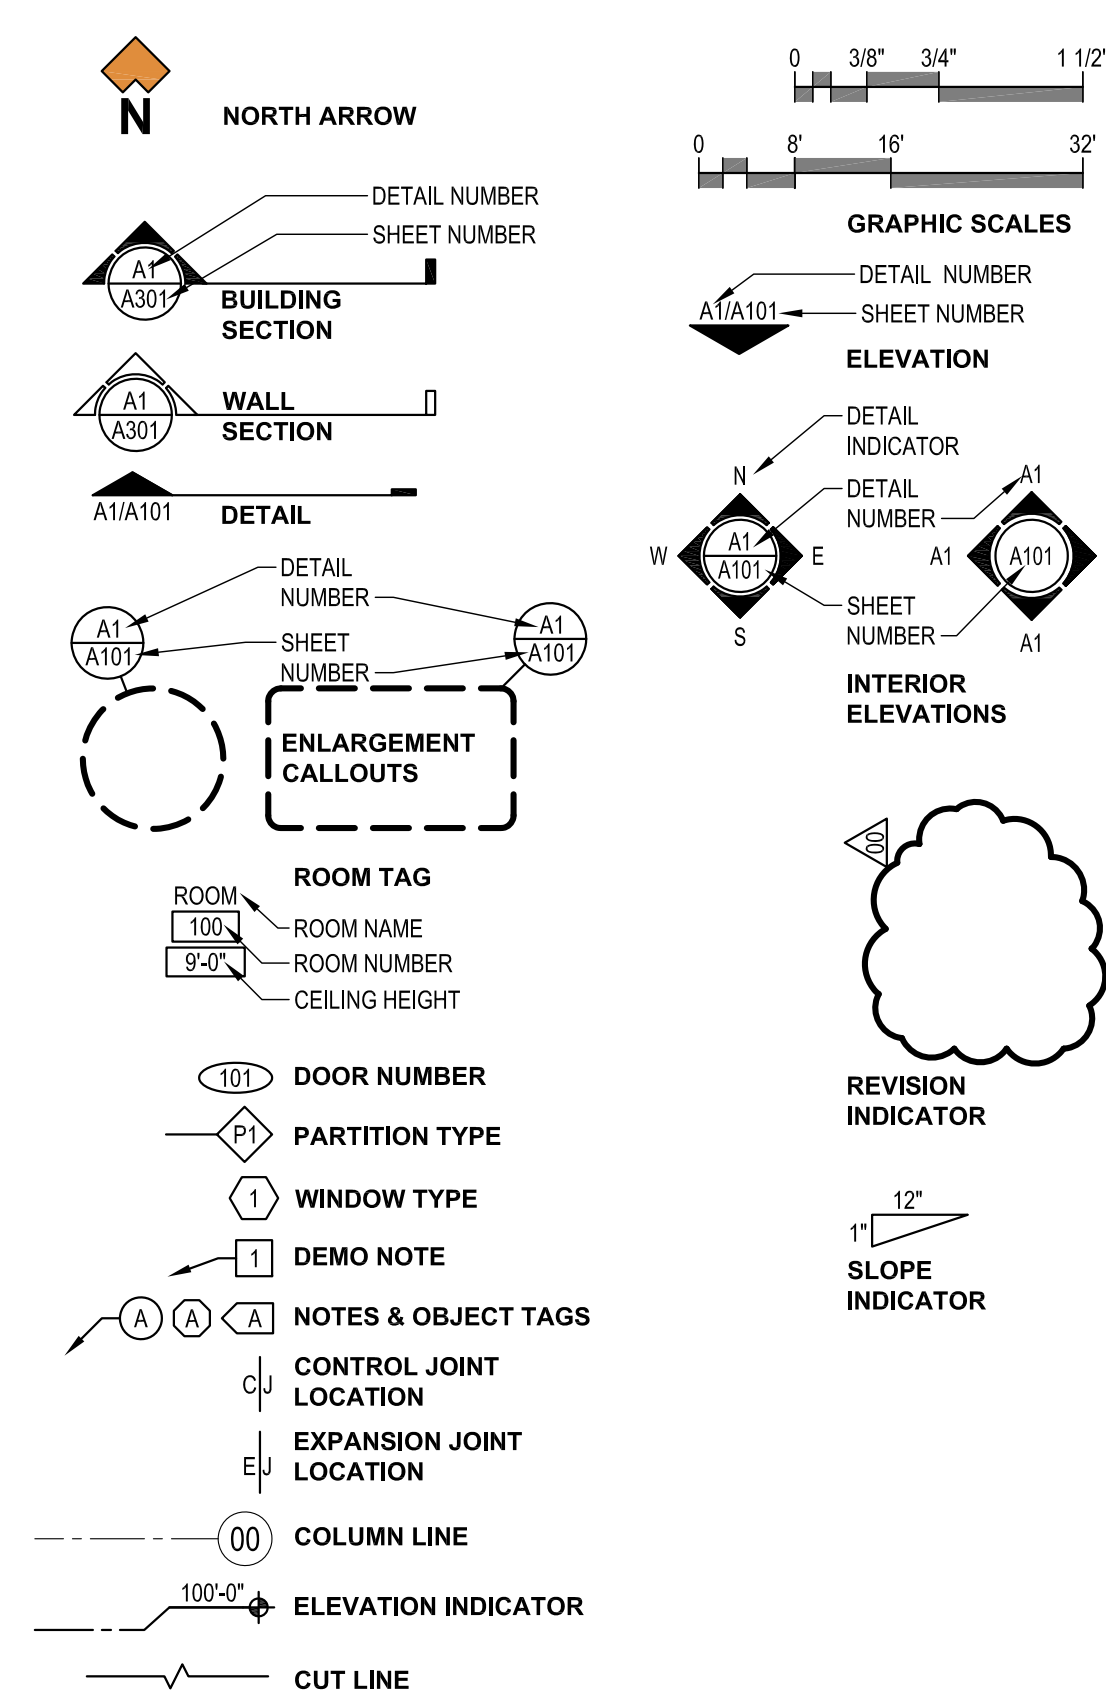 N
NORTH ARROW
DETAIL NUMBER
SHEET NUMBER
A1
A301
BUILDING
SECTION
A1
A301
WALL
SECTION
A1/A101
DETAIL
DETAIL
NUMBER
SHEET
NUMBER
A1
A101
A1
A101
ENLARGEMENT
CALLOUTS
ROOM TAG
ROOM
100
9'-0"
ROOM NAME
ROOM NUMBER
CEILING HEIGHT
101
DOOR NUMBER
P1
PARTITION TYPE
1
WINDOW TYPE
1
DEMO NOTE
A A A
NOTES & OBJECT TAGS
C J
CONTROL JOINT
LOCATION
E J
EXPANSION JOINT
LOCATION
00
COLUMN LINE
100'-0"
ELEVATION INDICATOR
CUT LINE
0 3/8" 3/4" 1 1/2'
0 8' 16' 32'
GRAPHIC SCALES
DETAIL NUMBER
A1/A101
SHEET NUMBER
ELEVATION
DETAIL
INDICATOR
N
DETAIL
NUMBER
W
A1
A101
E
S
SHEET
NUMBER
A1
A1
A101
A1
INTERIOR
ELEVATIONS
00
REVISION
INDICATOR
12"
1"
SLOPE
INDICATOR